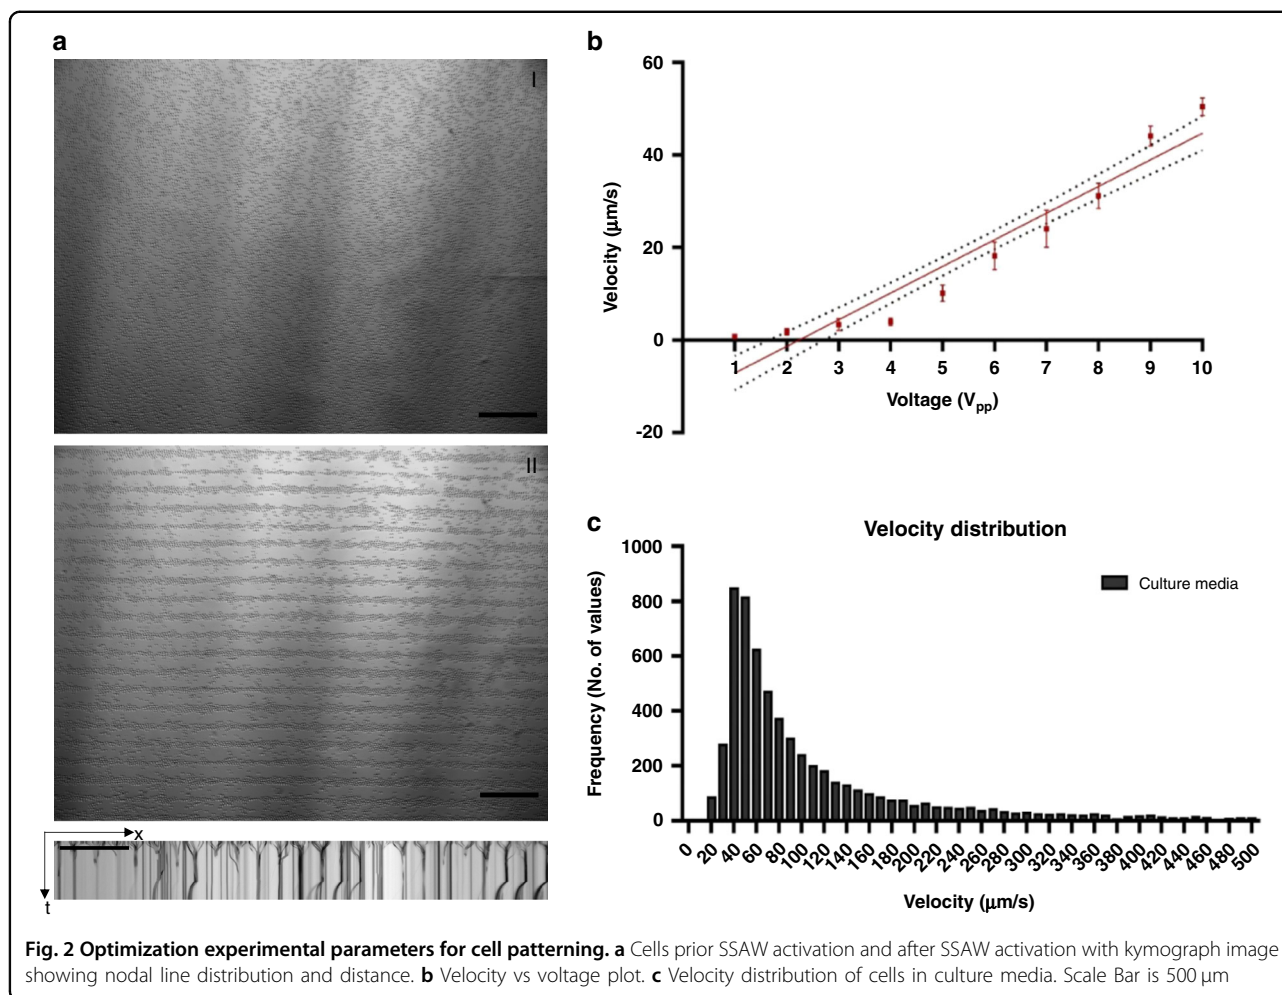 a
I
II
x
t
b
60
40
20
0
-20
Velocity (μm/s)
1 2 3 4 5 6 7 8 9 10
Voltage (Vpp)
c
Velocity distribution
1000
800
600
400
200
0
Frequency (No. of values)
Culture media
0 20 40 60 80 100 120 140 160 180 200 220 240 260 280 300 320 340 360 380 400 420 440 460 480 500
Velocity (μm/s)
Fig. 2 Optimization experimental parameters for cell patterning. a Cells prior SSAW activation and after SSAW activation with kymograph image
showing nodal line distribution and distance. b Velocity vs voltage plot. c Velocity distribution of cells in culture media. Scale Bar is 500 μm